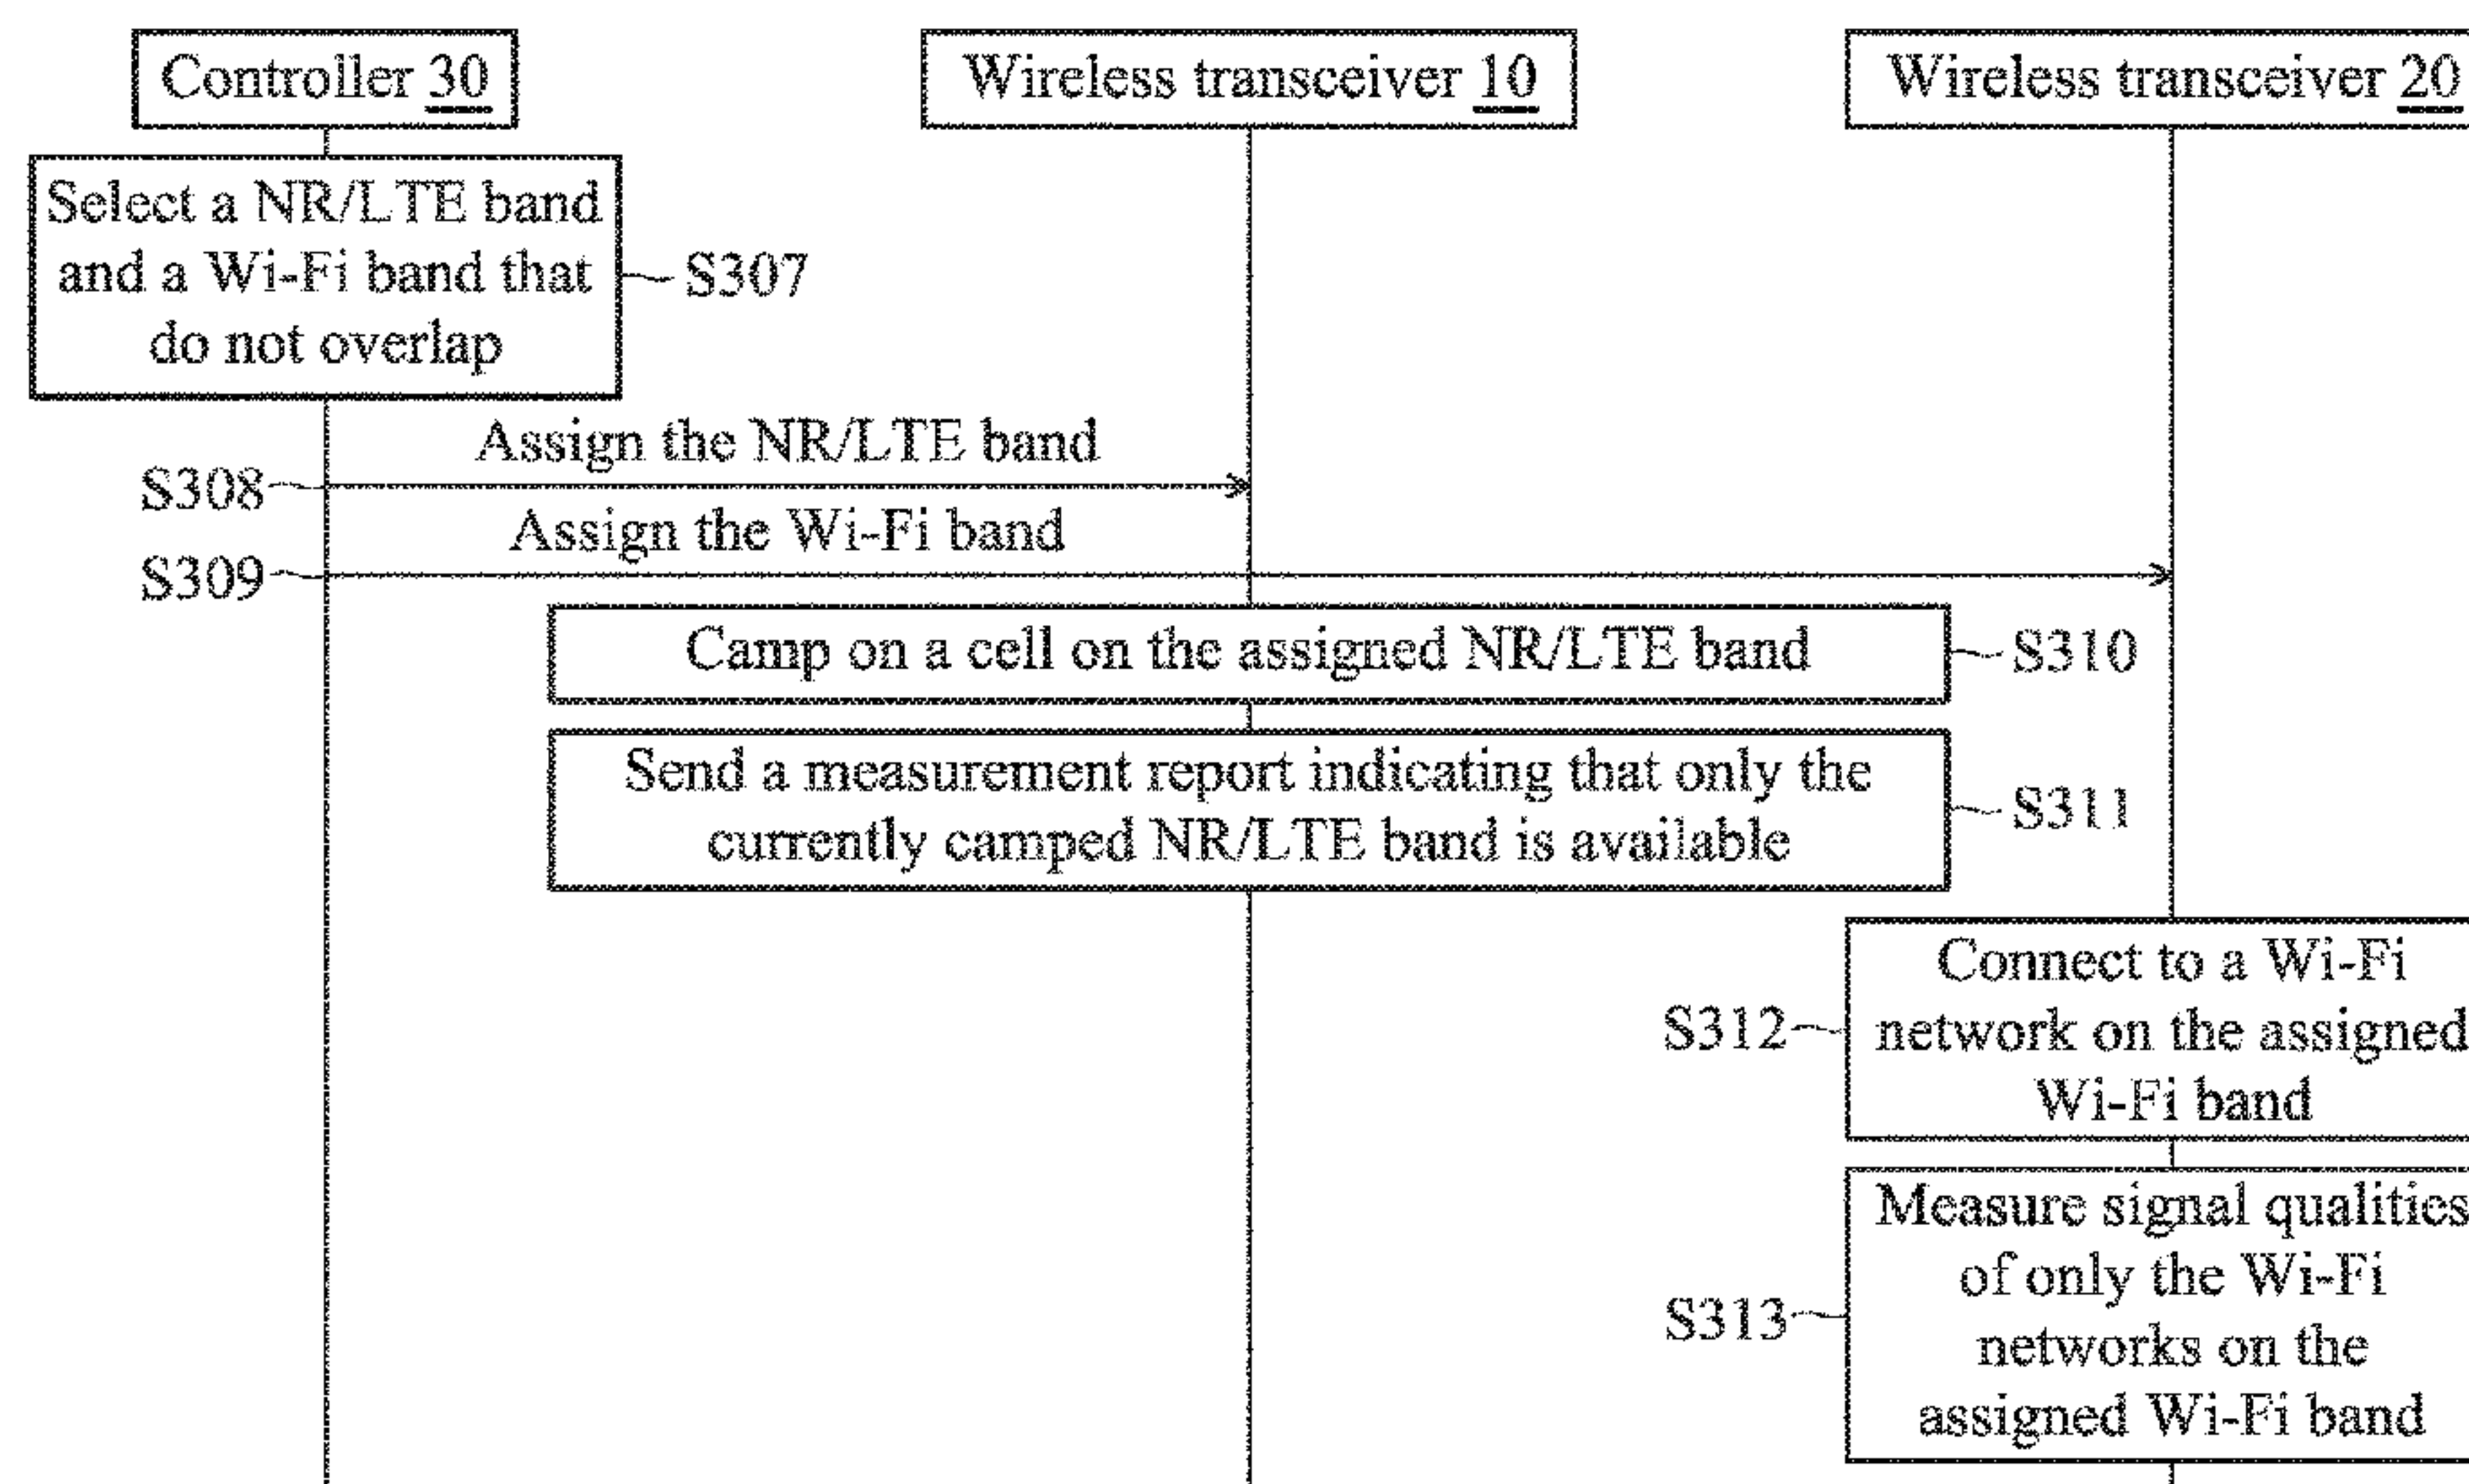 Controller 30
Wireless transceiver 10
Wireless transceiver 20
Select a NR/LTE band
and a Wi-Fi band that
do not overlap
S307
Assign the NR/LTE band
S308
Assign the Wi-Fi band
S309
Camp on a cell on the assigned NR/LTE band
S310
Send a measurement report indicating that only the
currently camped NR/LTE band is available
S311
Connect to a Wi-Fi
network on the assigned
Wi-Fi band
S312
Measure signal qualities
of only the Wi-Fi
networks on the
assigned Wi-Fi band
S313